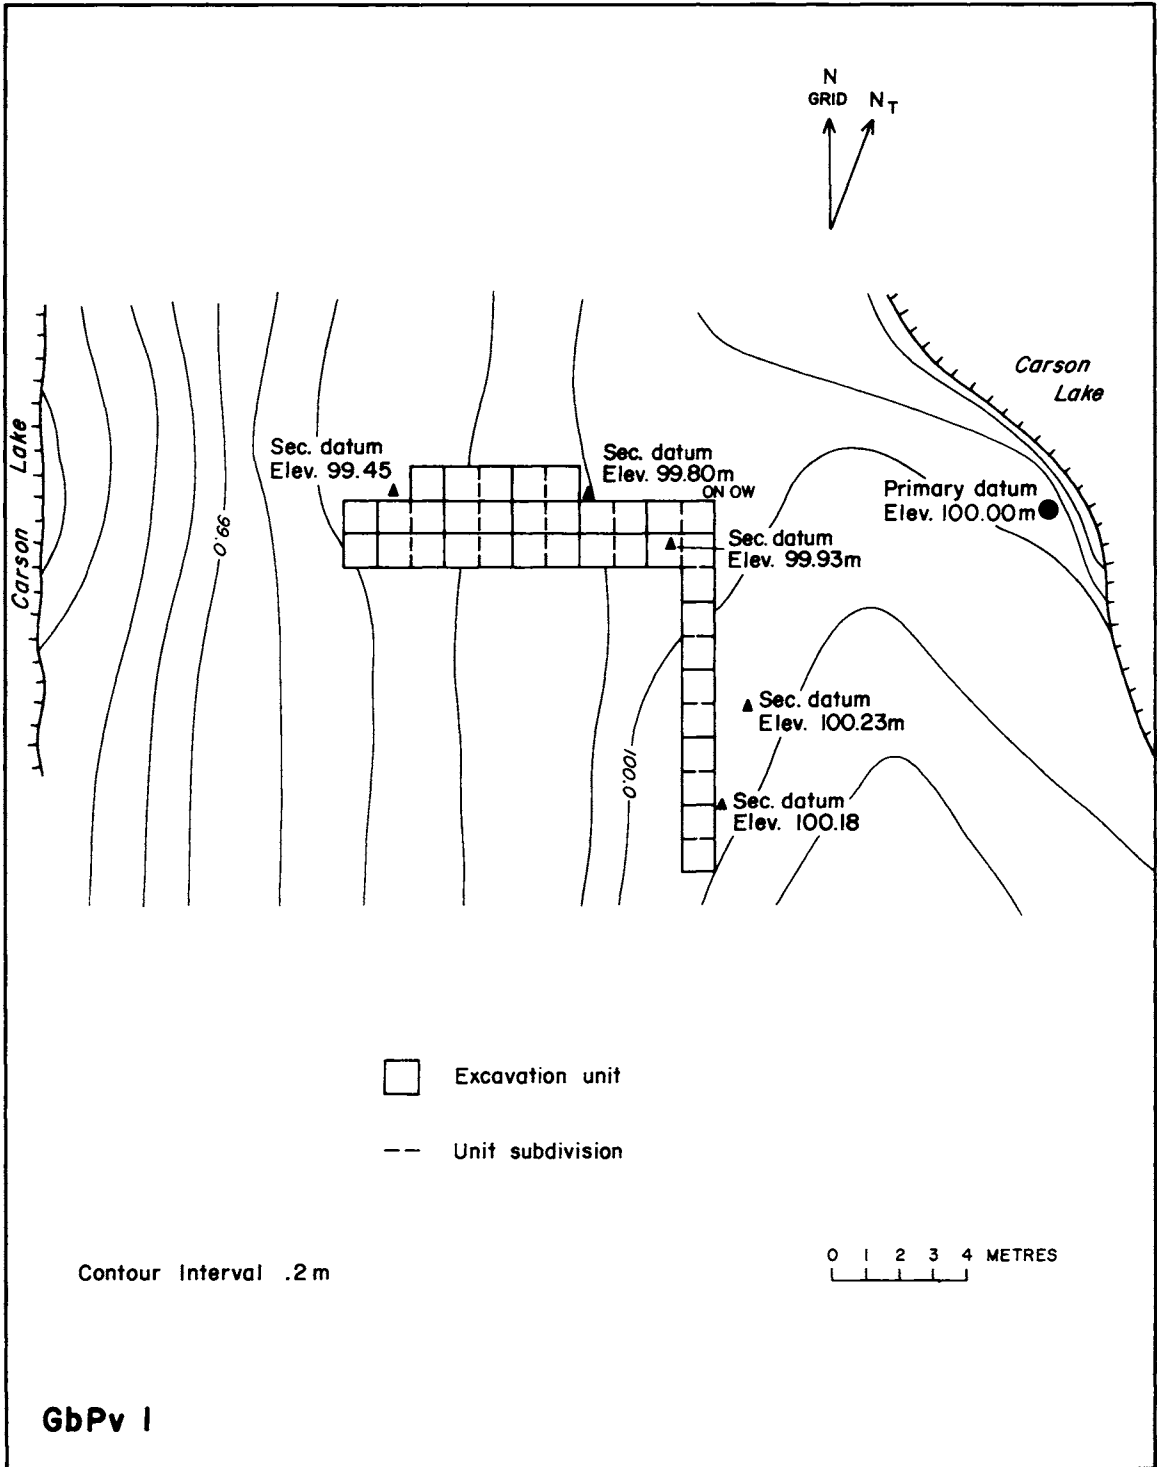 N
GRID
N T
Carson
Lake
Sec. datum
Elev. 99.45
Sec. datum
Elev. 99.80m
ON OW
Primary datum
Elev. 100.00m
Carson Lake
99.0
Sec. datum
Elev. 99.93m
Sec. datum
Elev. 100.23m
100.0
Sec. datum
Elev. 100.18
Excavation unit
Unit subdivision
Contour Interval .2m
0 1 2 3 4 METRES
GbPv 1